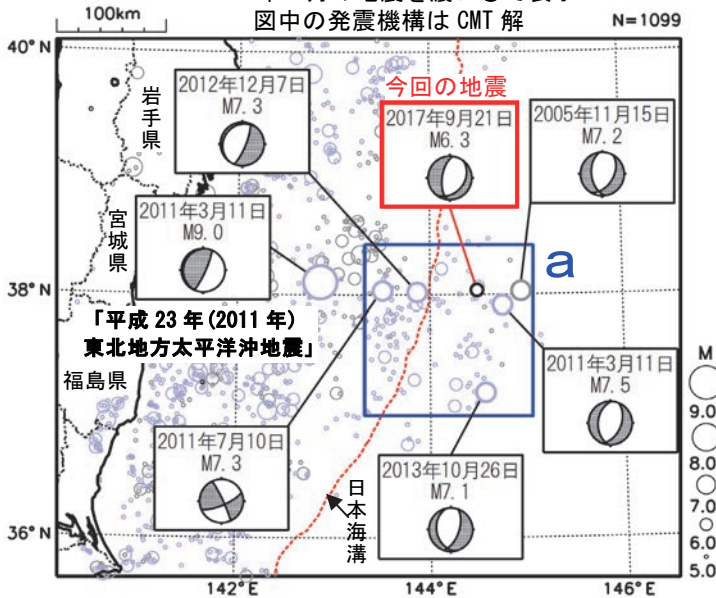 100km
図中の発震機構は CMT 解
N=1099
40° N
2012年12月7日
M7.3
今回の地震
2017年9月21日
M6.3
2005年11月15日
M7.2
岩手県
宮城県
2011年3月11日
M9.0
a
38° N
「平成 23 年(2011 年)
東北地方太平洋沖地震」
福島県
2011年3月11日
M7.5
2011年7月10日
M7.3
2013年10月26日
M7.1
日本海溝
36° N
M
9.0
8.0
7.0
6.0
5.0
142° E
144° E
146° E